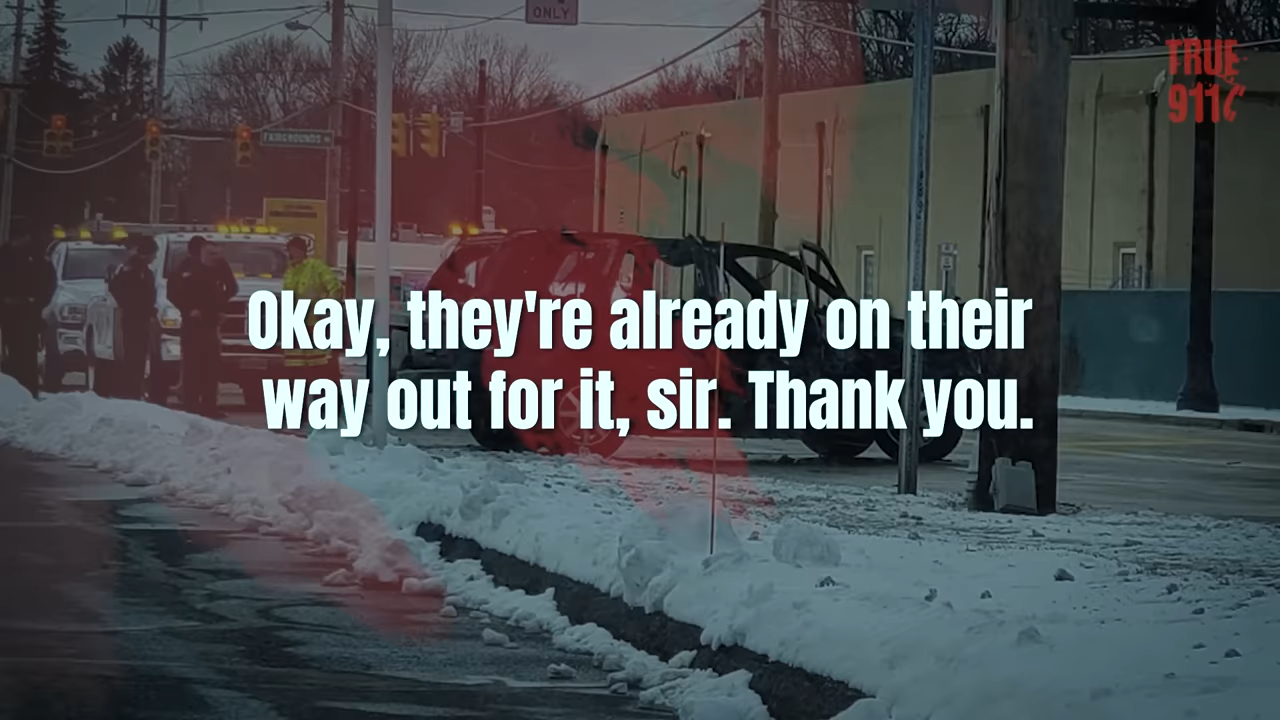 ONLY
TRUE
911
FAIRGROUNDS
Okay, they're already on their
way out for it, sir. Thank you.